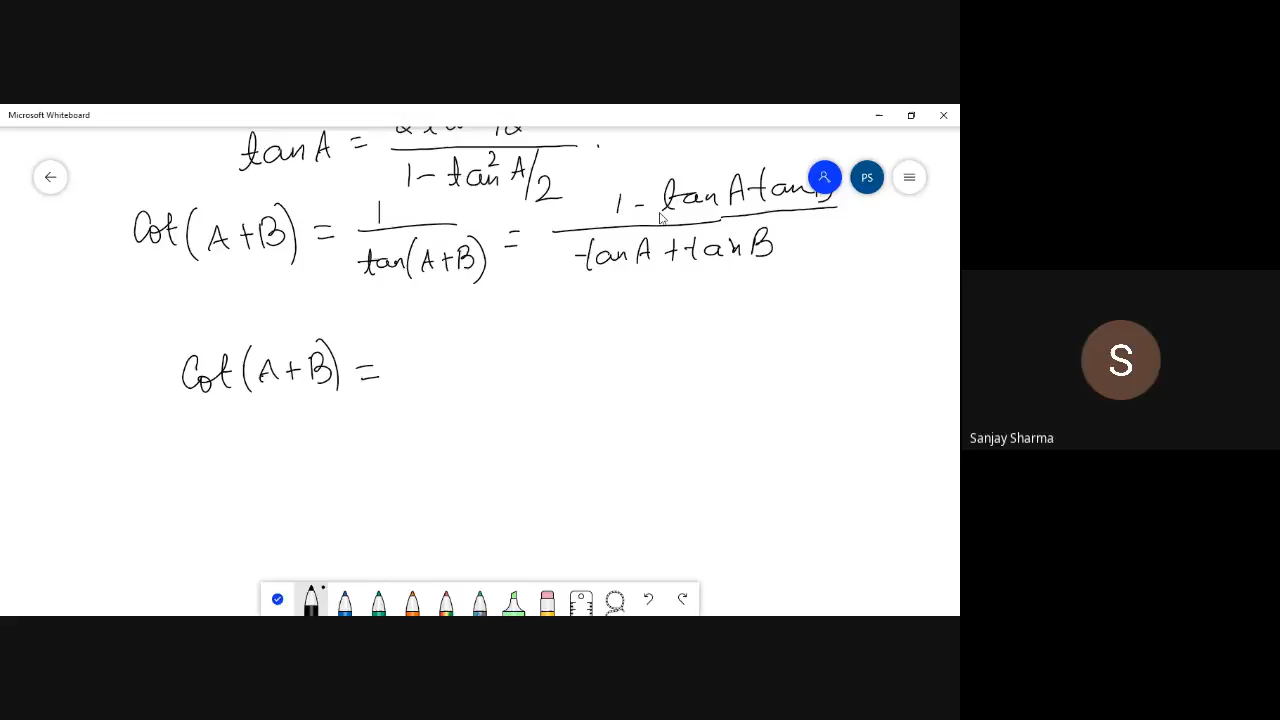 Microsoft Whiteboard
tan A = / 1 - tan² A/2 .
PS
Cot(A+B) = 1 / tan(A+B) = 1 - tan A tan B / tan A + tan B
Cot(A+B) =
S
Sanjay Sharma